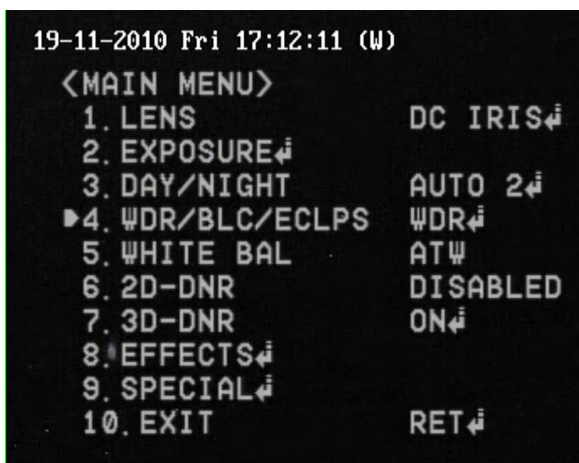 19-11-2010 Fri 17:12:11 (W)
<MAIN MENU>
1. LENS DC IRIS↲
2. EXPOSURE↲
3. DAY/NIGHT AUTO 2↲
4. WDR/BLC/ECLPS WDR↲
5. WHITE BAL ATW
6. 2D-DNR DISABLED
7. 3D-DNR ON↲
8. EFFECTS↲
9. SPECIAL↲
10. EXIT RET↲